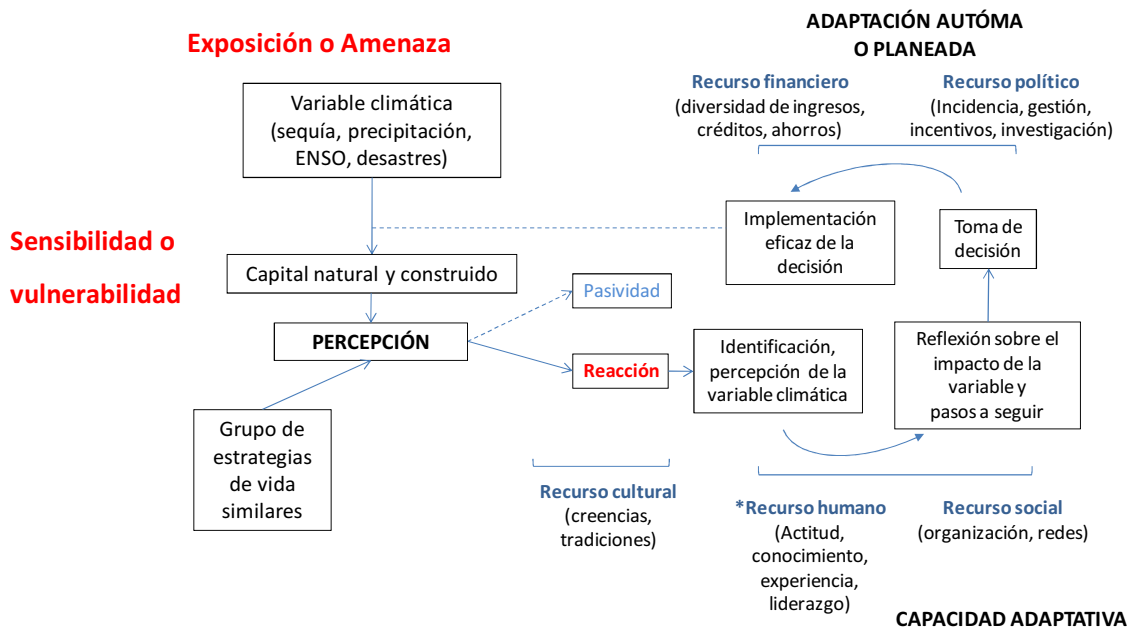 Exposición o Amenaza
ADAPTACIÓN AUTÓMA
O PLANEADA
Variable climática
(sequía, precipitación,
ENSO, desastres)
Recurso financiero
(diversidad de ingresos,
créditos, ahorros)
Recurso político
(Incidencia, gestión,
incentivos, investigación)
Sensibilidad o
vulnerabilidad
Implementación
eficaz de la
decisión
Toma de
decisión
Capital natural y construido
Pasividad
PERCEPCIÓN
Reacción
Identificación,
percepción de la
variable climática
Reflexión sobre el
impacto de la
variable y
pasos a seguir
Grupo de
estrategias
de vida
similares
Recurso cultural
(creencias,
tradiciones)
*Recurso humano
(Actitud,
conocimiento,
experiencia,
liderazgo)
Recurso social
(organización, redes)
CAPACIDAD ADAPTATIVA